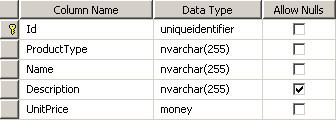 Column Name Data Type Allow Nulls
Id uniqueidentifier
ProductType nvarchar(255)
Name nvarchar(255)
Description nvarchar(255)
UnitPrice money